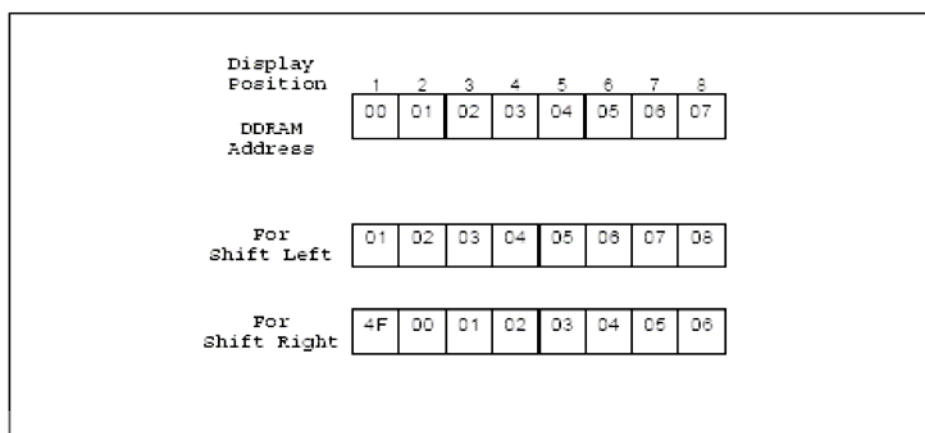 Display
Position 1 2 3 4 5 6 7 8
00 01 02 03 04 05 06 07
DDRAM
Address
For
Shift Left
01 02 03 04 05 06 07 08
For
Shift Right
4F 00 01 02 03 04 05 06